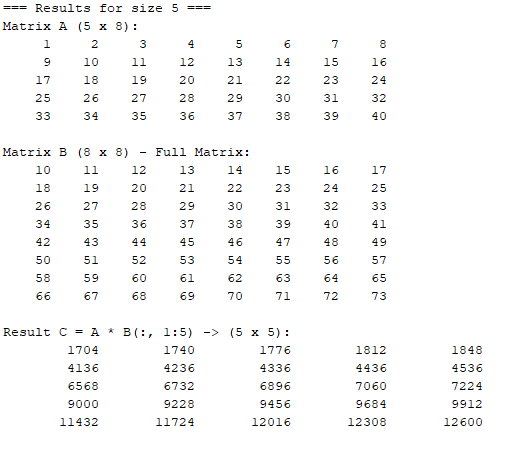 === Results for size 5 ===
Matrix A (5 x 8):
1 2 3 4 5 6 7 8
9 10 11 12 13 14 15 16
17 18 19 20 21 22 23 24
25 26 27 28 29 30 31 32
33 34 35 36 37 38 39 40
Matrix B (8 x 8) - Full Matrix:
10 11 12 13 14 15 16 17
18 19 20 21 22 23 24 25
26 27 28 29 30 31 32 33
34 35 36 37 38 39 40 41
42 43 44 45 46 47 48 49
50 51 52 53 54 55 56 57
58 59 60 61 62 63 64 65
66 67 68 69 70 71 72 73
Result C = A * B(:, 1:5) -> (5 x 5):
1704 1740 1776 1812 1848
4136 4236 4336 4436 4536
6568 6732 6896 7060 7224
9000 9228 9456 9684 9912
11432 11724 12016 12308 12600